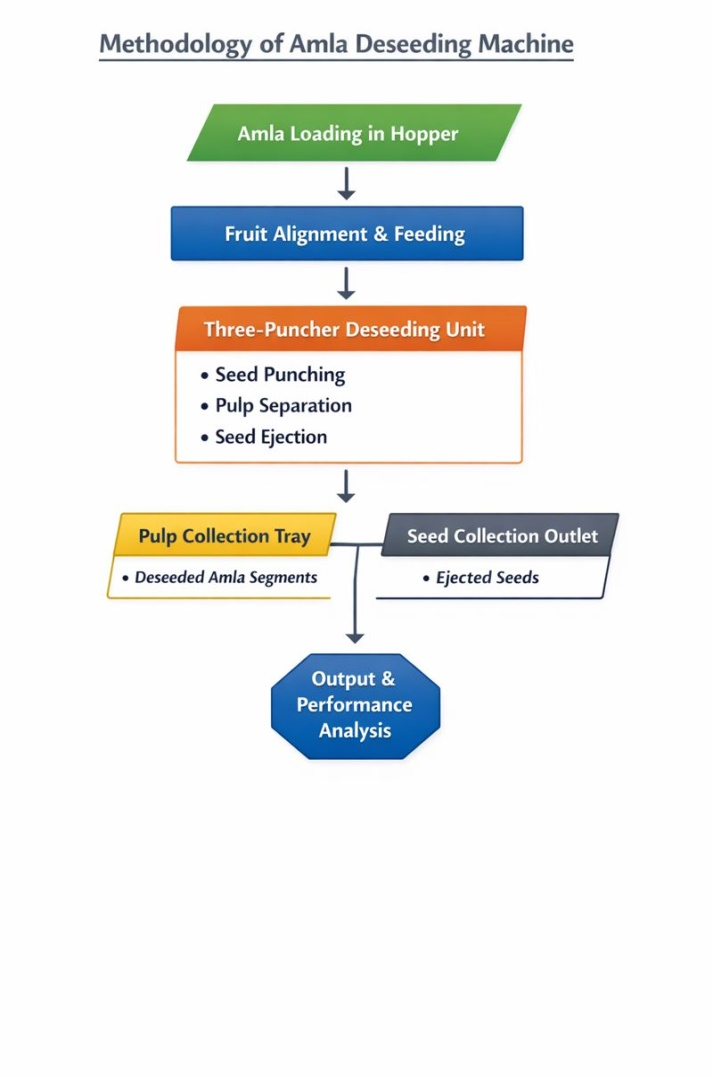 Methodology of Amla Deseeding Machine
Amla Loading in Hopper
Fruit Alignment & Feeding
Three-Puncher Deseeding Unit
• Seed Punching
• Pulp Separation
• Seed Ejection
Pulp Collection Tray
• Deseeded Amla Segments
Seed Collection Outlet
• Ejected Seeds
Output &
Performance
Analysis